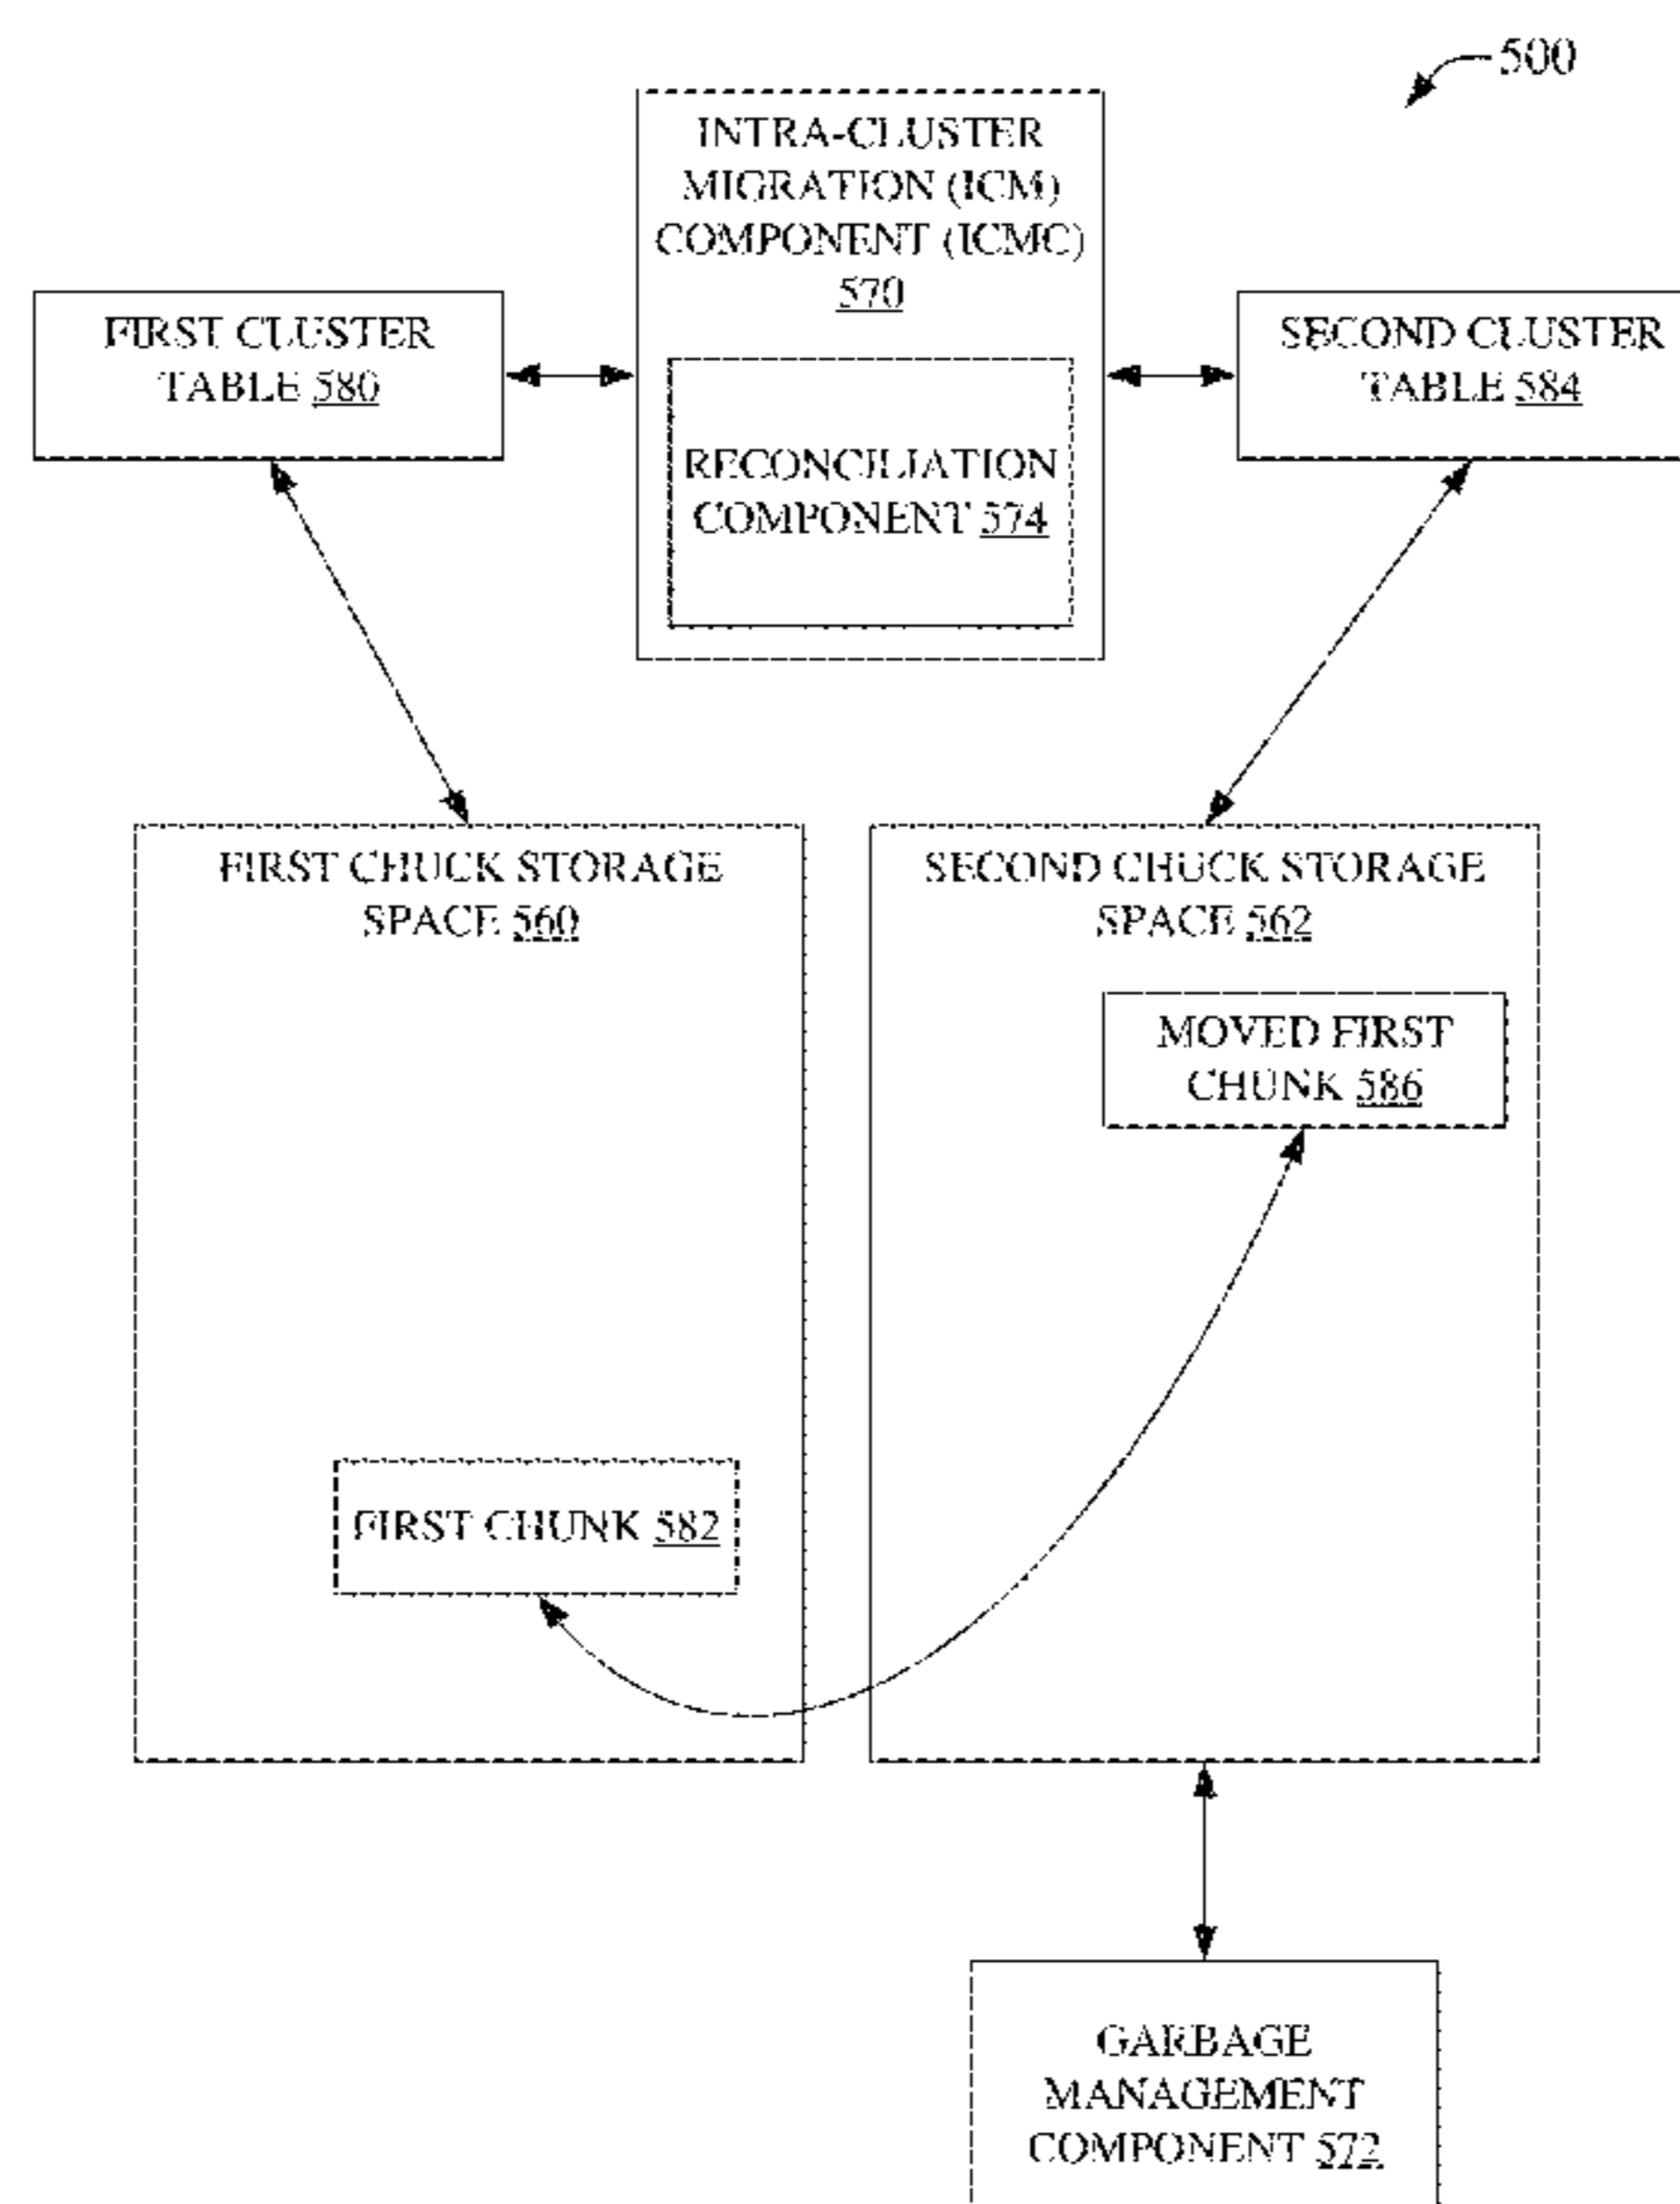 500
INTRA-CLUSTER
MIGRATION (ICM)
COMPONENT (ICMC)
570
FIRST CLUSTER
TABLE 580
SECOND CLUSTER
TABLE 584
RECONCILIATION
COMPONENT 574
FIRST CHUCK STORAGE
SPACE 560
SECOND CHUCK STORAGE
SPACE 562
MOVED FIRST
CHUNK 586
FIRST CHUNK 582
GARBAGE
MANAGEMENT
COMPONENT 572